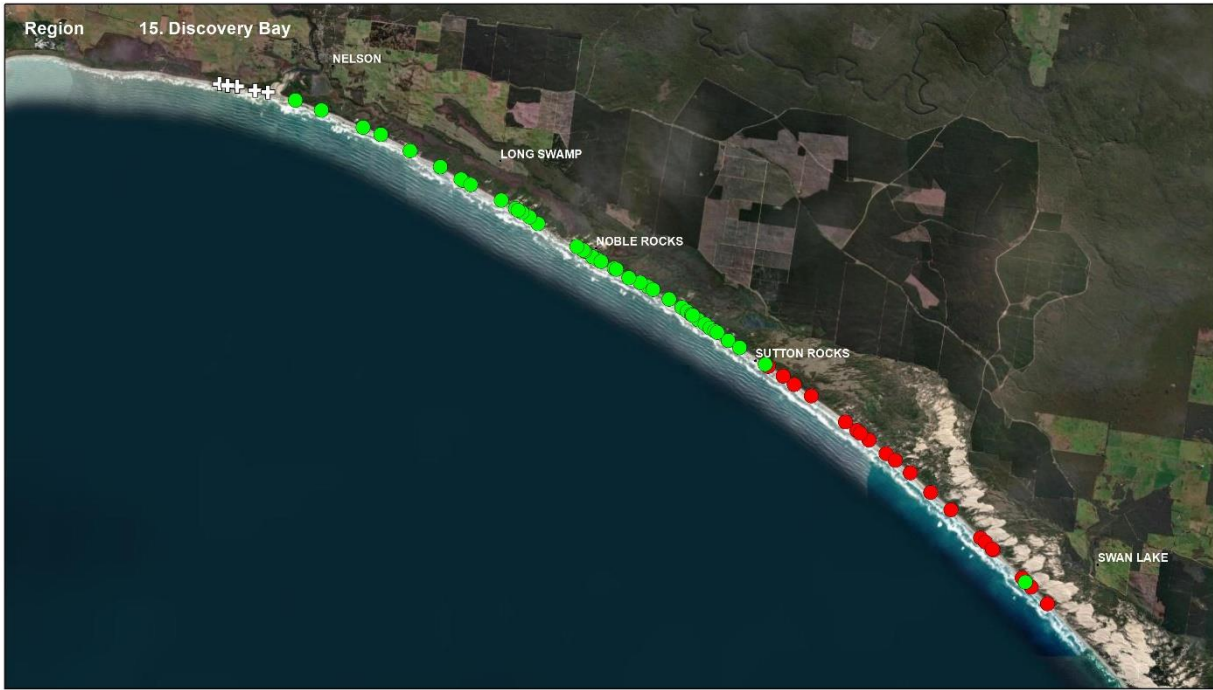 Region 15. Discovery Bay
NELSON
LONG SWAMP
NOBLE ROCKS
SUTTON ROCKS
SWAN LAKE